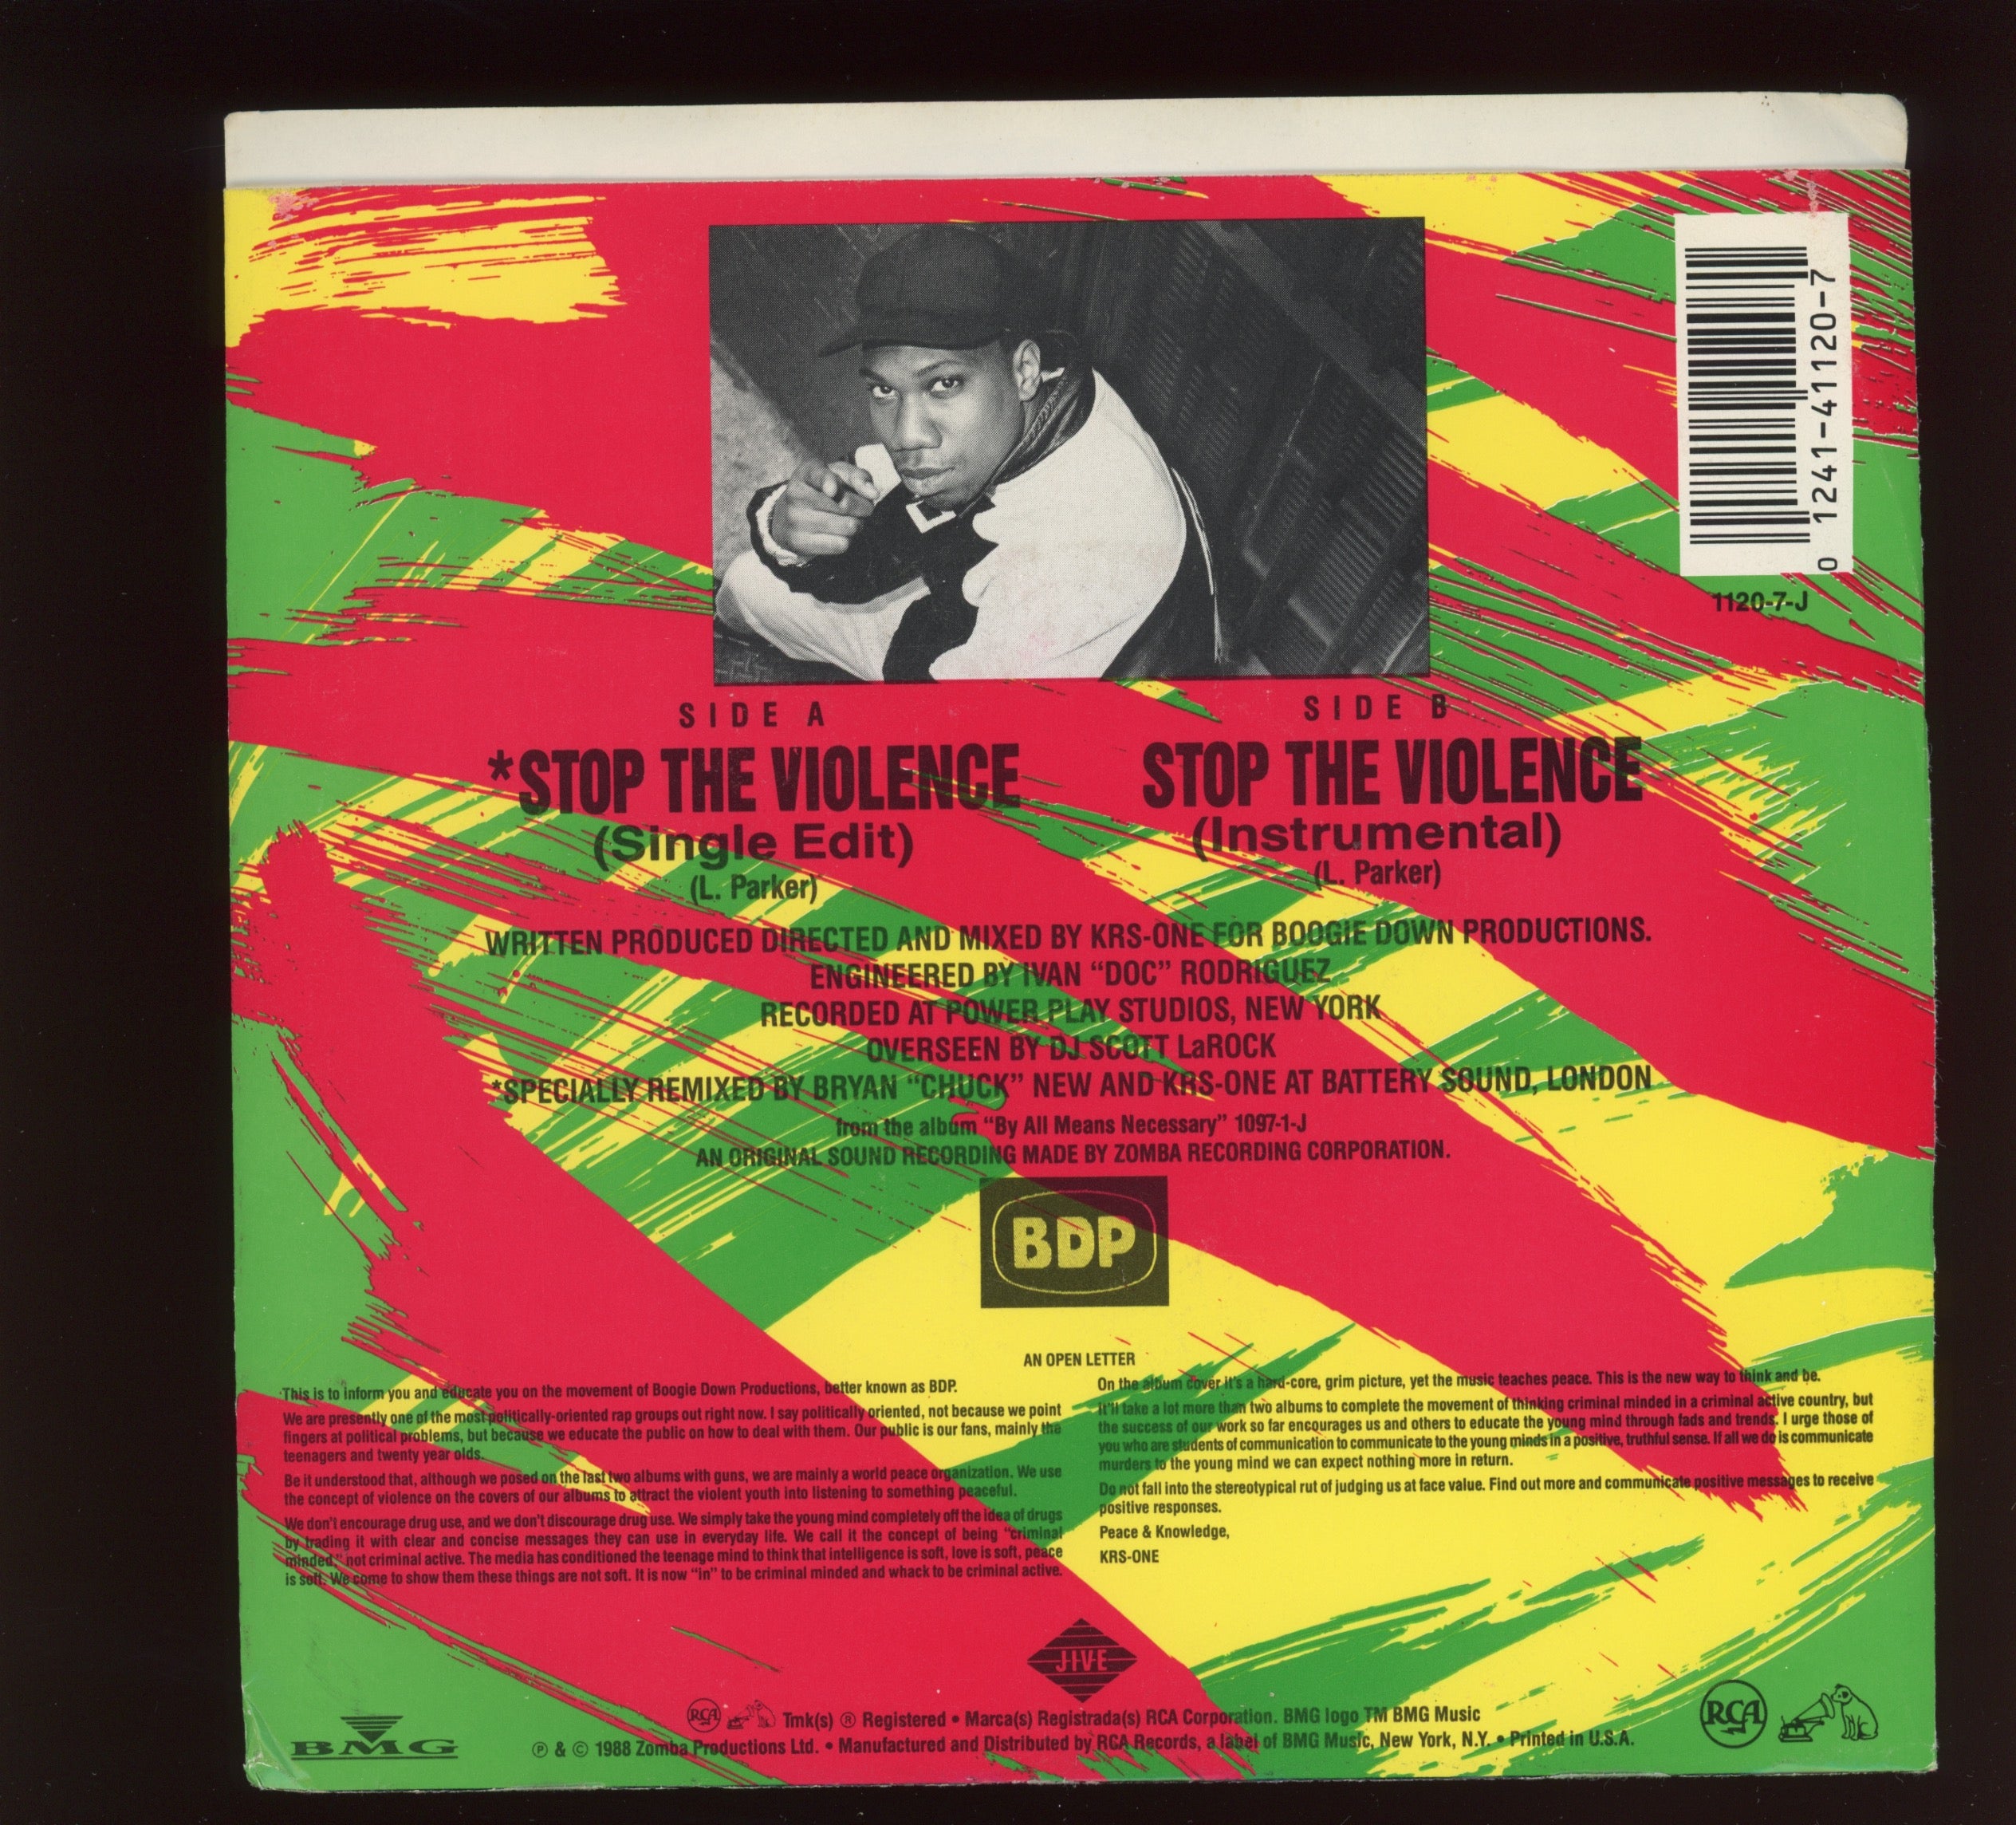 0 1241-41120-7
1120-7-J
SIDE A
*STOP THE VIOLENCE
(Single Edit)
(L. Parker)
SIDE B
STOP THE VIOLENCE
(Instrumental)
(L. Parker)
WRITTEN PRODUCED DIRECTED AND MIXED BY KRS-ONE FOR BOOGIE DOWN PRODUCTIONS.
ENGINEERED BY IVAN “DOC” RODRIGUEZ
RECORDED AT POWER PLAY STUDIOS, NEW YORK
OVERSEEN BY DJ SCOTT LaROCK
*SPECIALLY REMIXED BY BRYAN “CHUCK” NEW AND KRS-ONE AT BATTERY SOUND, LONDON
from the album “By All Means Necessary” 1097-1-J
AN ORIGINAL SOUND RECORDING MADE BY ZOMBA RECORDING CORPORATION.
BDP
AN OPEN LETTER
This is to inform you and educate you on the movement of Boogie Down Productions, better known as BDP.
We are presently one of the most politically-oriented rap groups out right now. I say politically oriented, not because we point
fingers at political problems, but because we educate the public on how to deal with them. Our public is our fans, mainly the
teenagers and twenty year olds.
Be it understood that, although we posed on the last two albums with guns, we are mainly a world peace organization. We use
the concept of violence on the covers of our albums to attract the violent youth into listening to something peaceful.
We don't encourage drug use, and we don't discourage drug use. We simply take the young mind completely off the idea of drugs
by trading it with clear and concise messages they can use in everyday life. We call it the concept of being “criminal
minded,” not criminal active. The media has conditioned the teenage mind to think that intelligence is soft, love is soft, peace
is soft. We come to show them these things are not soft. It is now “in” to be criminal minded and whack to be criminal active.
On the album cover it's a hard-core, grim picture, yet the music teaches peace. This is the new way to think and be.
It'll take a lot more than two albums to complete the movement of thinking criminal minded in a criminal active country, but
the success of our work so far encourages us and others to educate the young mind through fads and trends. I urge those of
you who are students of communication to communicate to the young minds in a positive, truthful sense. If all we do is communicate
murders to the young mind we can expect nothing more in return.
Do not fall into the stereotypical rut of judging us at face value. Find out more and communicate positive messages to receive
positive responses.
Peace & Knowledge,
KRS-ONE
JIVE
BMG
RCA Tmk(s) ® Registered • Marca(s) Registrada(s) RCA Corporation. BMG logo TM BMG Music
℗ & © 1988 Zomba Productions Ltd. • Manufactured and Distributed by RCA Records, a label of BMG Music, New York, N.Y. • Printed in U.S.A.
RCA